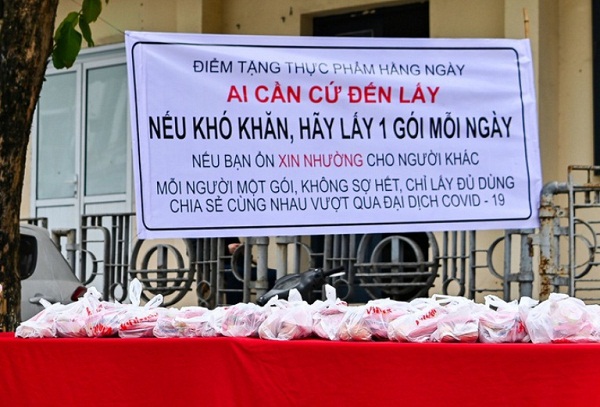 ĐIỂM TẶNG THỰC PHẨM HÀNG NGÀY
AI CẦN CỨ ĐẾN LẤY
NẾU KHÓ KHĂN, HÃY LẤY 1 GÓI MỖI NGÀY
NẾU BẠN ỔN XIN NHƯỜNG CHO NGƯỜI KHÁC
MỖI NGƯỜI MỘT GÓI, KHÔNG SỢ HẾT, CHỈ LẤY ĐỦ DÙNG
CHIA SẺ CÙNG NHAU VƯỢT QUA ĐẠI DỊCH COVID - 19